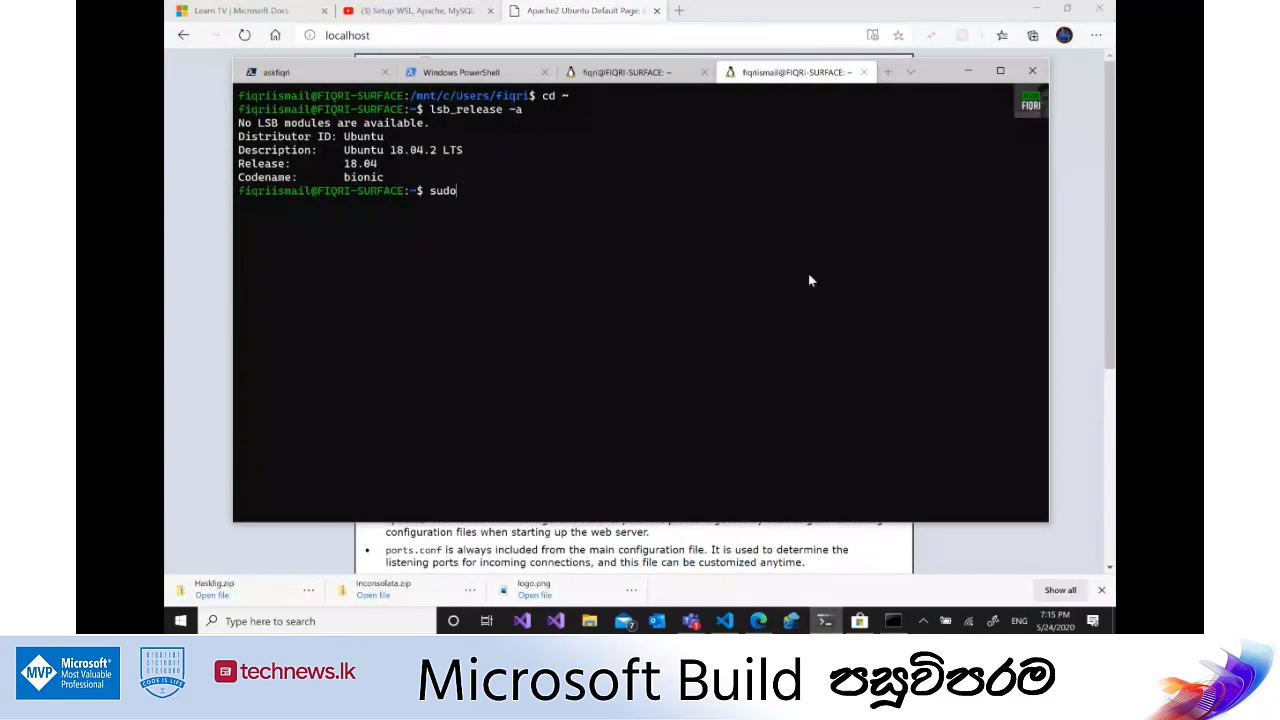 Learn TV | Microsoft Docs
(3) Setup WSL, Apache, MySQL
Apache2 Ubuntu Default Page: I
localhost
askfiqri
Windows PowerShell
fiqri@FIQRI-SURFACE: ~
fiqriismail@FIQRI-SURFACE: ~
fiqriismail@FIQRI-SURFACE:/mnt/c/Users/fiqri$ cd ~
fiqriismail@FIQRI-SURFACE:~$ lsb_release -a
No LSB modules are available.
Distributor ID: Ubuntu
Description: Ubuntu 18.04.2 LTS
Release: 18.04
Codename: bionic
fiqriismail@FIQRI-SURFACE:~$ sudo
FIQRI
configuration files when starting up the web server.
ports.conf is always included from the main configuration file. It is used to determine the
listening ports for incoming connections, and this file can be customized anytime.
Hasklig.zip
Open file
Inconsolata.zip
Open file
logo.png
Open file
Show all
Type here to search
ENG
7:15 PM
5/24/2020
MVP
Microsoft®
Most Valuable
Professional
CODE IS LIFE
technews.lk
Microsoft Build පසුවිපරම